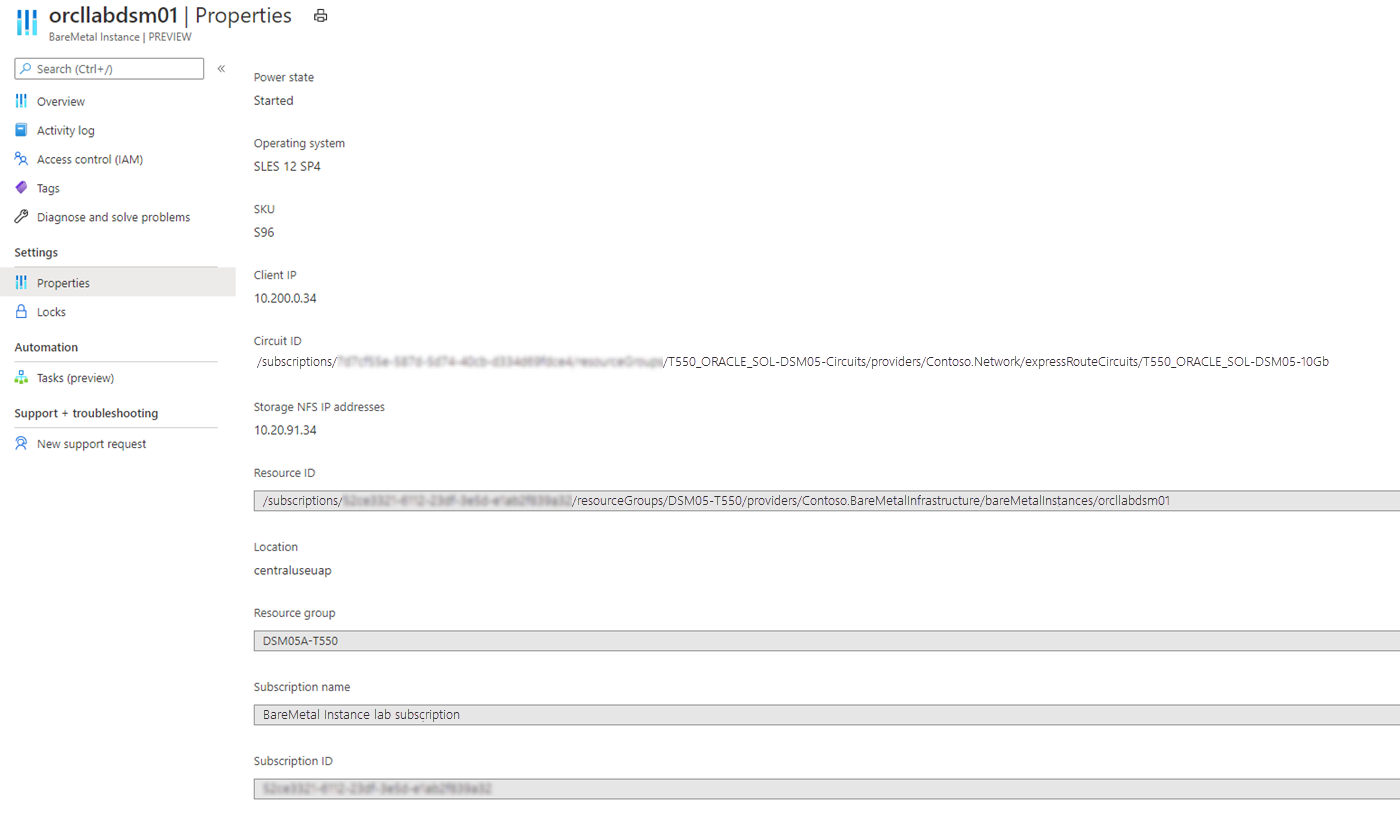 orcllabdsm01 | Properties
BareMetal Instance | PREVIEW
Search (Ctrl+/)
«
Overview
Activity log
Access control (IAM)
Tags
Diagnose and solve problems
Settings
Properties
Locks
Automation
Tasks (preview)
Support + troubleshooting
New support request
Power state
Started
Operating system
SLES 12 SP4
SKU
S96
Client IP
10.200.0.34
Circuit ID
/subscriptions/ /T550_ORACLE_SOL-DSM05-Circuits/providers/Contoso.Network/expressRouteCircuits/T550_ORACLE_SOL-DSM05-10Gb
Storage NFS IP addresses
10.20.91.34
Resource ID
/subscriptions/ /resourceGroups/DSM05-T550/providers/Contoso.BareMetalInfrastructure/bareMetalInstances/orcllabdsm01
Location
centraluseuap
Resource group
DSM05A-T550
Subscription name
BareMetal Instance lab subscription
Subscription ID